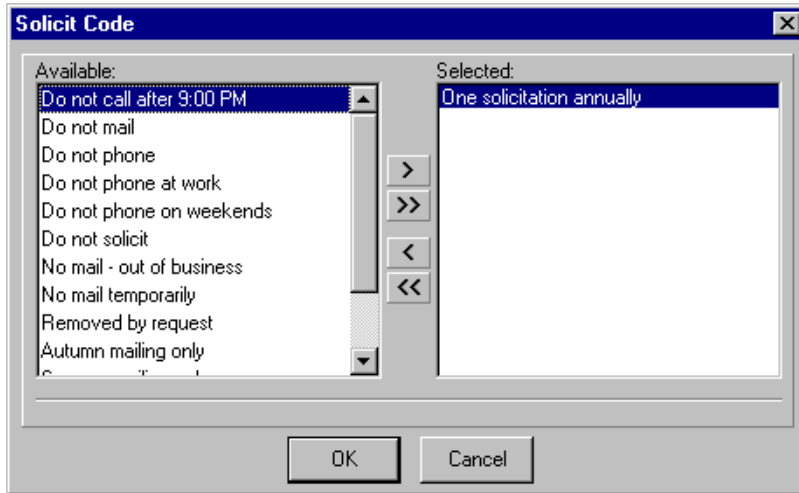 Solicit Code
Available:
Do not call after 9:00 PM
Do not mail
Do not phone
Do not phone at work
Do not phone on weekends
Do not solicit
No mail - out of business
No mail temporarily
Removed by request
Autumn mailing only
>
>>
<
<<
Selected:
One solicitation annually
OK
Cancel